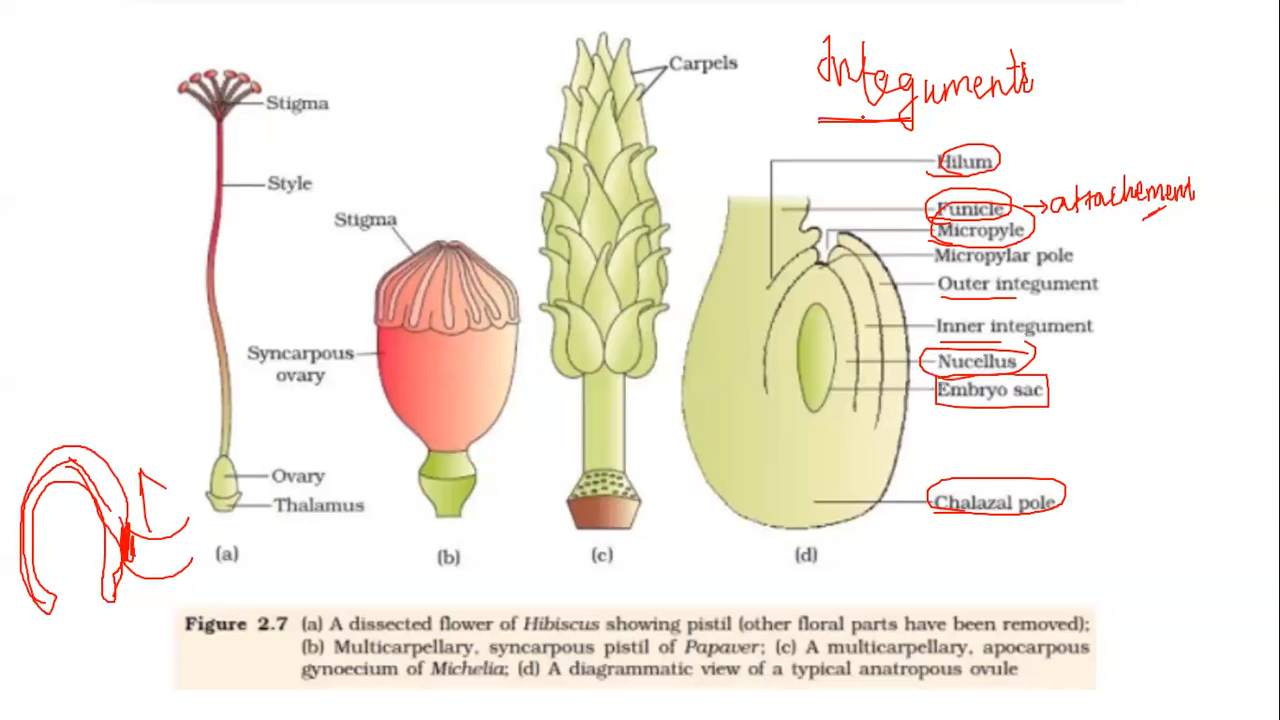 Integuments
Carpels
Stigma
Hilum
Style
Funicle → attachement
Stigma
Micropyle
Micropylar pole
Outer integument
Inner integument
Syncarpous
ovary
Nucellus
Embryo sac
Ovary
Thalamus
Chalazal pole
(a) (b) (c) (d)
Figure 2.7 (a) A dissected flower of Hibiscus showing pistil (other floral parts have been removed);
(b) Multicarpellary, syncarpous pistil of Papaver; (c) A multicarpellary, apocarpous
gynoecium of Michelia; (d) A diagrammatic view of a typical anatropous ovule